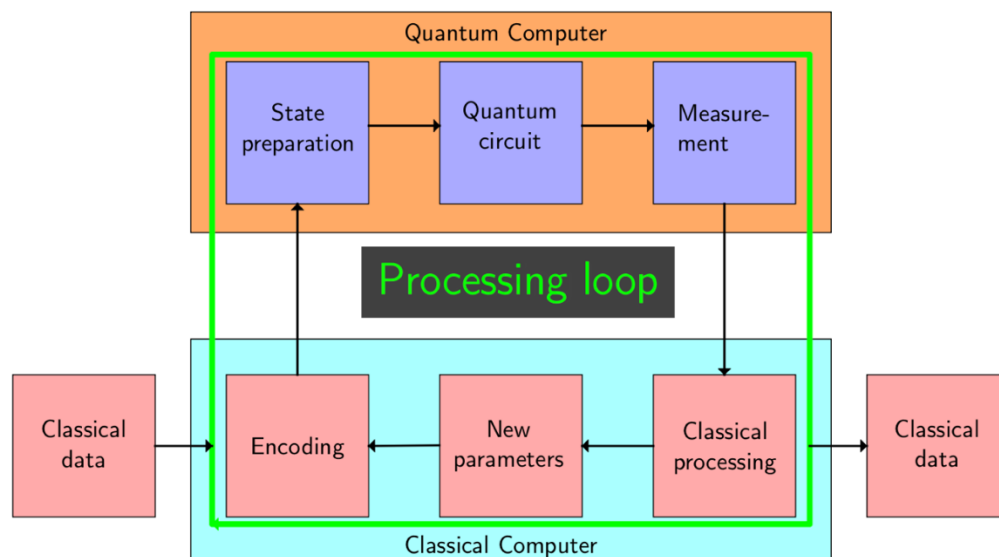 Quantum Computer
State
preparation
Quantum
circuit
Measure-
ment
Processing loop
Classical
data
Encoding
New
parameters
Classical
processing
Classical
data
Classical Computer